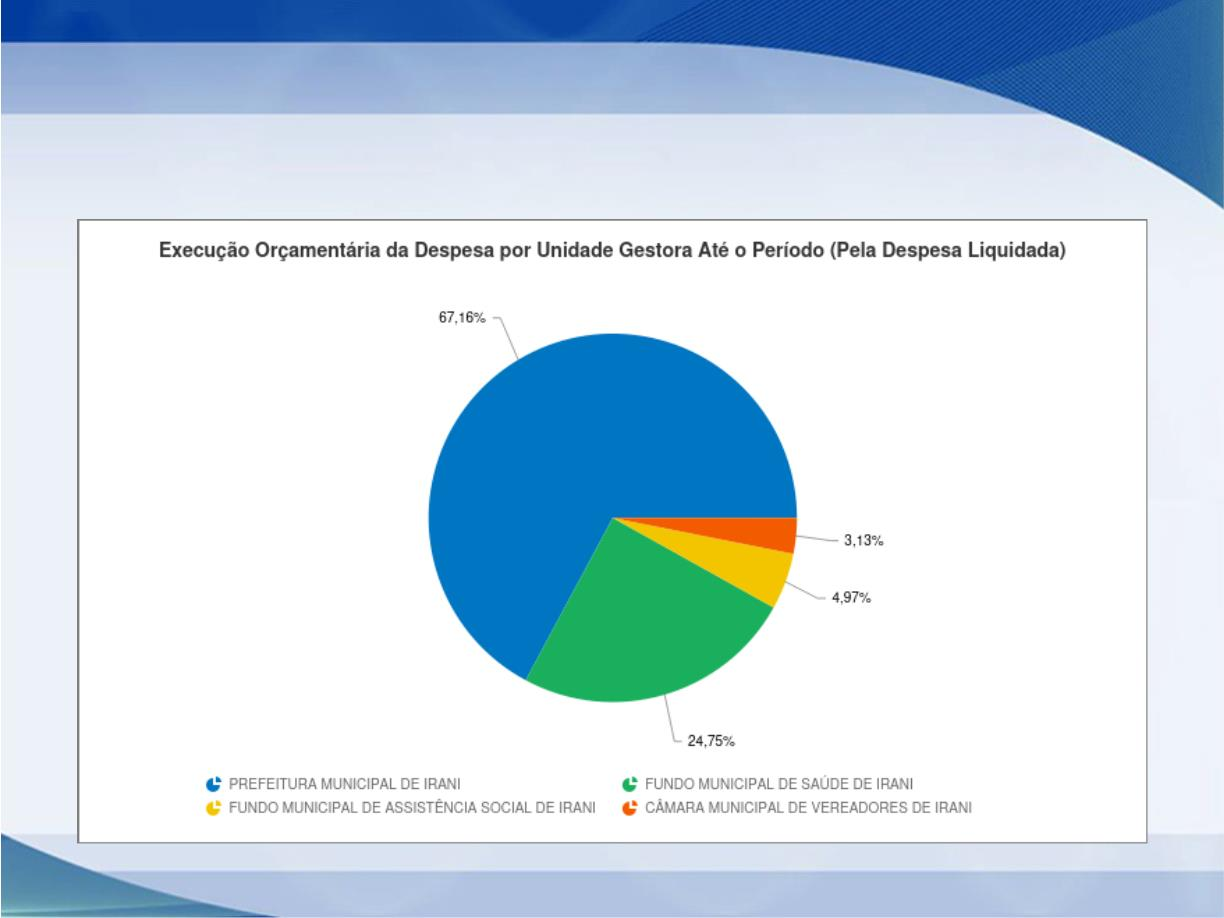 Execução Orçamentária da Despesa por Unidade Gestora Até o Período (Pela Despesa Liquidada)
67,16%
3,13%
4,97%
24,75%
PREFEITURA MUNICIPAL DE IRANI
FUNDO MUNICIPAL DE SAÚDE DE IRANI
FUNDO MUNICIPAL DE ASSISTÊNCIA SOCIAL DE IRANI
CÂMARA MUNICIPAL DE VEREADORES DE IRANI